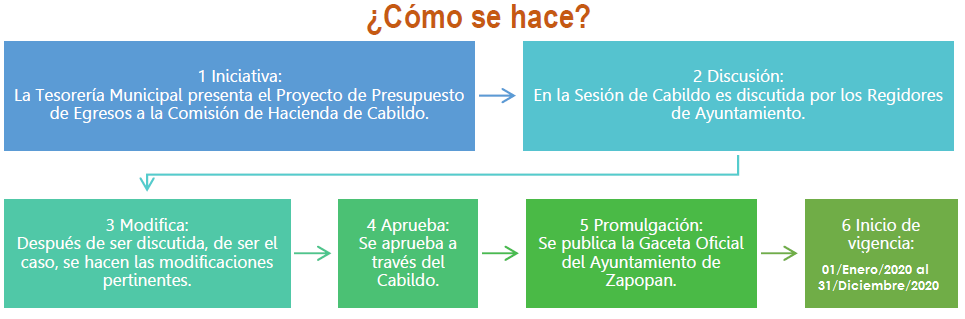 ¿Cómo se hace?
1 Iniciativa:
La Tesorería Municipal presenta el Proyecto de Presupuesto
de Egresos a la Comisión de Hacienda de Cabildo.
2 Discusión:
En la Sesión de Cabildo es discutida por los Regidores
de Ayuntamiento.
3 Modifica:
Después de ser discutida, de ser el
caso, se hacen las modificaciones
pertinentes.
4 Aprueba:
Se aprueba a
través del
Cabildo.
5 Promulgación:
Se publica la Gaceta Oficial
del Ayuntamiento de
Zapopan.
6 Inicio de
vigencia:
01/Enero/2020 al
31/Diciembre/2020